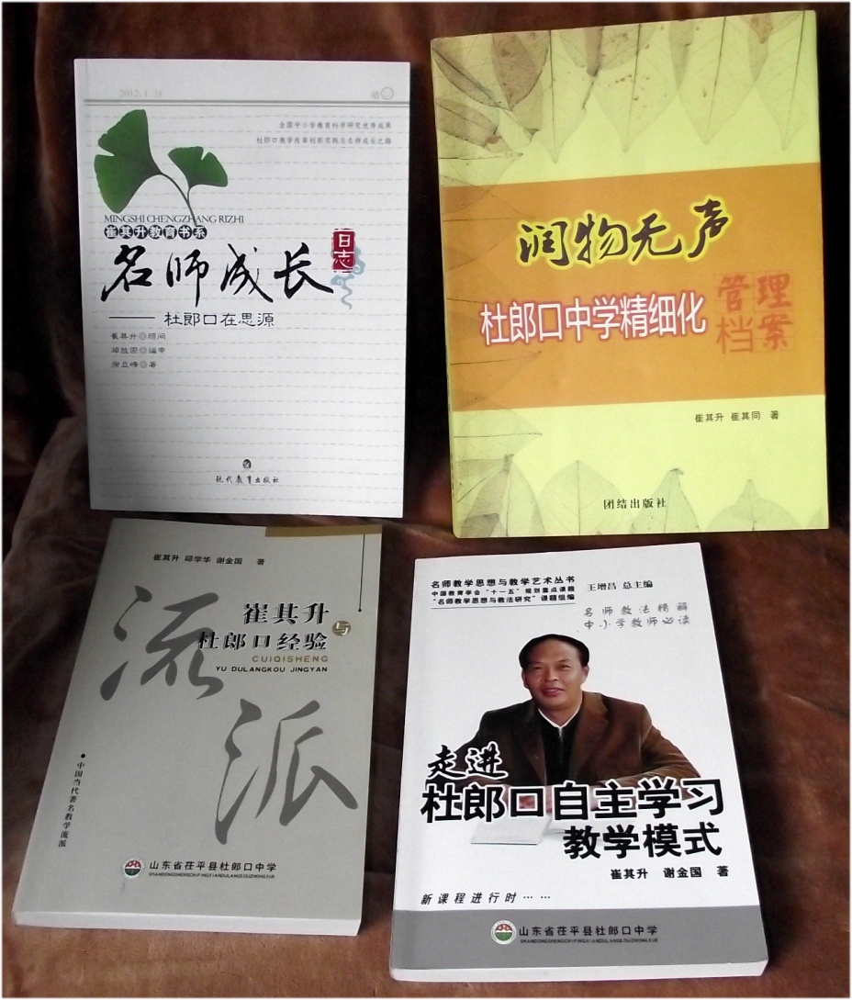 2012.1.31
晴
全国中小学教育科学研究优秀成果
杜郎口教学改革创新实践与名师成长之路
MINGSHI CHENGZHANG RIZHI
崔其升教育书系
名师成长
日志
——杜郎口在思源
崔其升◎顾问
◎编审
徐立峰◎著
现代教育出版社
润物无声
杜郎口中学精细化
管理
档案
崔其升 崔其同 著
团结出版社
崔其升 邱学华 谢金国 著
流派
崔其升
与
杜郎口经验
CUIQISHENG
YU DULANGKOU JINGYAN
•中国当代著名教学流派
山东省茌平县杜郎口中学
SHANDONGSHENGCHIPINGXIANDULANGKOUZHONGXUE
名师教学思想与教学艺术丛书
中国教育学会“十一五”规划重点课题
“名师教学思想与教法研究”课题组编
王增昌 总主编
名师教法精解
中小学教师必读
走进
杜郎口自主学习
教学模式
崔其升 谢金国 著
新课程进行时……
山东省茌平县杜郎口中学
SHANDONGSHENGCHIPINGXIANDULANGKOUZHONGXUE